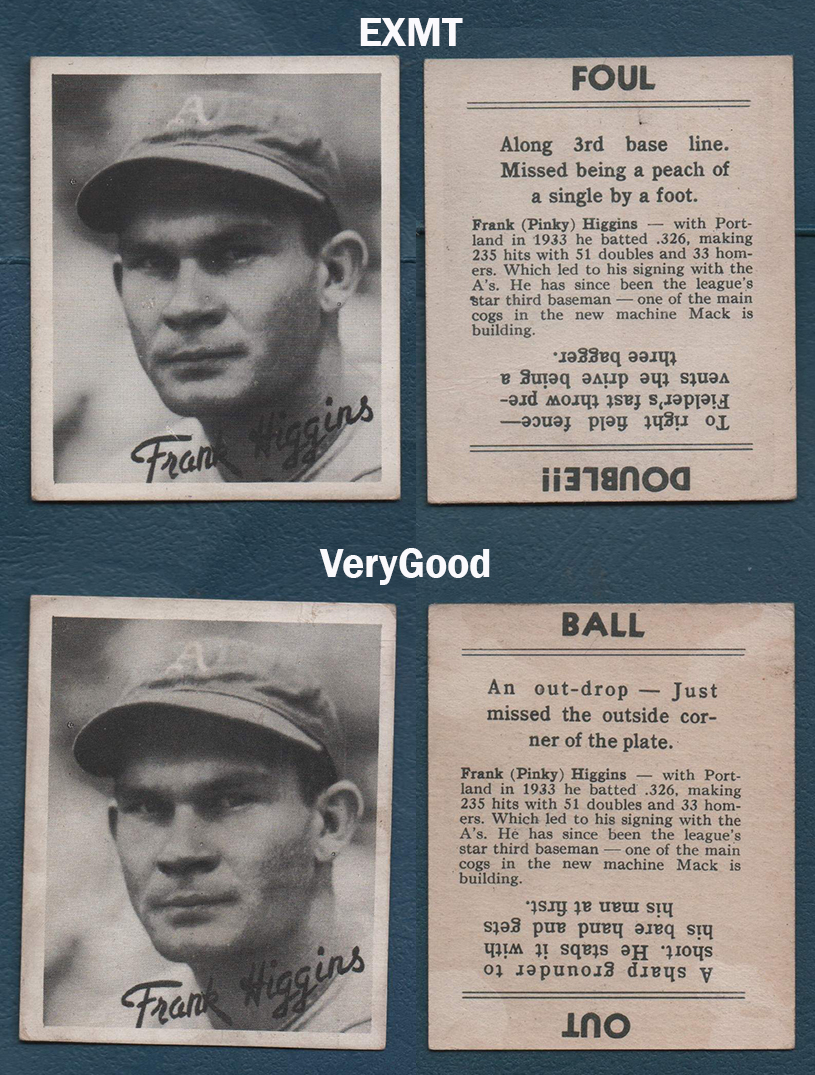 EXMT
A
Frank Higgins
FOUL
Along 3rd base line.
Missed being a peach of
a single by a foot.
Frank (Pinky) Higgins — with Port-
land in 1933 he batted .326, making
235 hits with 51 doubles and 33 hom-
ers. Which led to his signing with the
A's. He has since been the league's
star third baseman — one of the main
cogs in the new machine Mack is
building.
DOUBLE!!
To right field fence—
Fielder's fast throw pre-
vents the drive being a
three bagger.
VeryGood
A
Frank Higgins
BALL
An out-drop — Just
missed the outside cor-
ner of the plate.
Frank (Pinky) Higgins — with Port-
land in 1933 he batted .326, making
235 hits with 51 doubles and 33 hom-
ers. Which led to his signing with the
A's. He has since been the league's
star third baseman — one of the main
cogs in the new machine Mack is
building.
OUT
A sharp grounder to
short. He stabs it with
his bare hand and gets
his man at first.